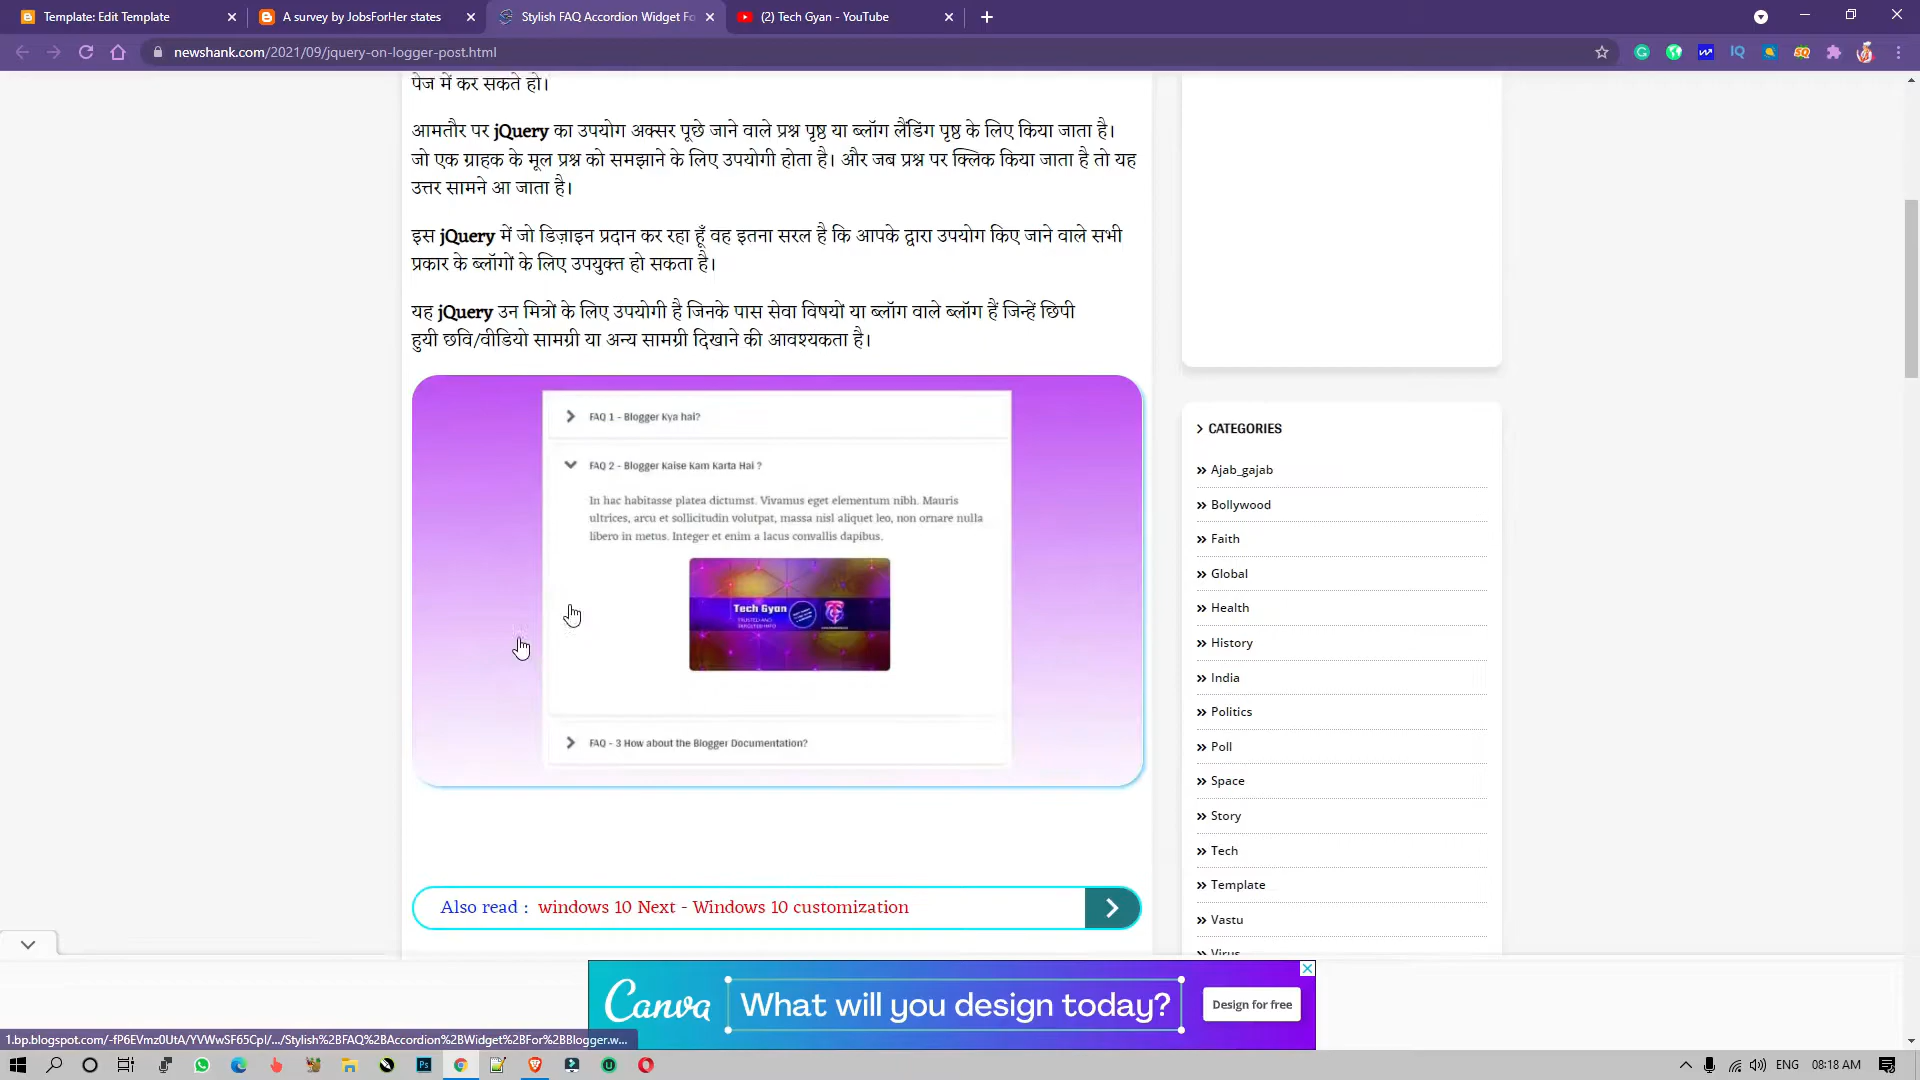 Template: Edit Template
A survey by JobsForHer states
Stylish FAQ Accordion Widget Fo
(2) Tech Gyan - YouTube
newshank.com/2021/09/jquery-on-logger-post.html
पेज में कर सकते हो।
आमतौर पर jQuery का उपयोग अक्सर पूछे जाने वाले प्रश्न पृष्ठ या ब्लॉग लैंडिंग पृष्ठ के लिए किया जाता है।
जो एक ग्राहक के मूल प्रश्न को समझाने के लिए उपयोगी होता है। और जब प्रश्न पर क्लिक किया जाता है तो यह
उत्तर सामने आ जाता है।
इस jQuery में जो डिज़ाइन प्रदान कर रहा हूँ वह इतना सरल है कि आपके द्वारा उपयोग किए जाने वाले सभी
प्रकार के ब्लॉगों के लिए उपयुक्त हो सकता है।
यह jQuery उन मित्रों के लिए उपयोगी है जिनके पास सेवा विषयों या ब्लॉग वाले ब्लॉग हैं जिन्हें छिपी
हुयी छवि/वीडियो सामग्री या अन्य सामग्री दिखाने की आवश्यकता है।
FAQ 1 - Blogger Kya hai?
FAQ 2 - Blogger Kaise Kam Karta Hai ?
In hac habitasse platea dictumst. Vivamus eget elementum nibh. Mauris
ultrices, arcu et sollicitudin volutpat, massa nisl aliquet leo, non ornare nulla
libero in metus. Integer et enim a lacus convallis dapibus.
Tech Gyan
FAQ - 3 How about the Blogger Documentation?
Also read : windows 10 Next - Windows 10 customization
CATEGORIES
Ajab_gajab
Bollywood
Faith
Global
Health
History
India
Politics
Poll
Space
Story
Tech
Template
Vastu
Virus
Canva What will you design today? Design for free
1.bp.blogspot.com/-fP6EVmz0UtA/YVWwSF65CpI/.../Stylish%2BFAQ%2BAccordion%2BWidget%2BFor%2BBlogger.w...
ENG 08:18 AM